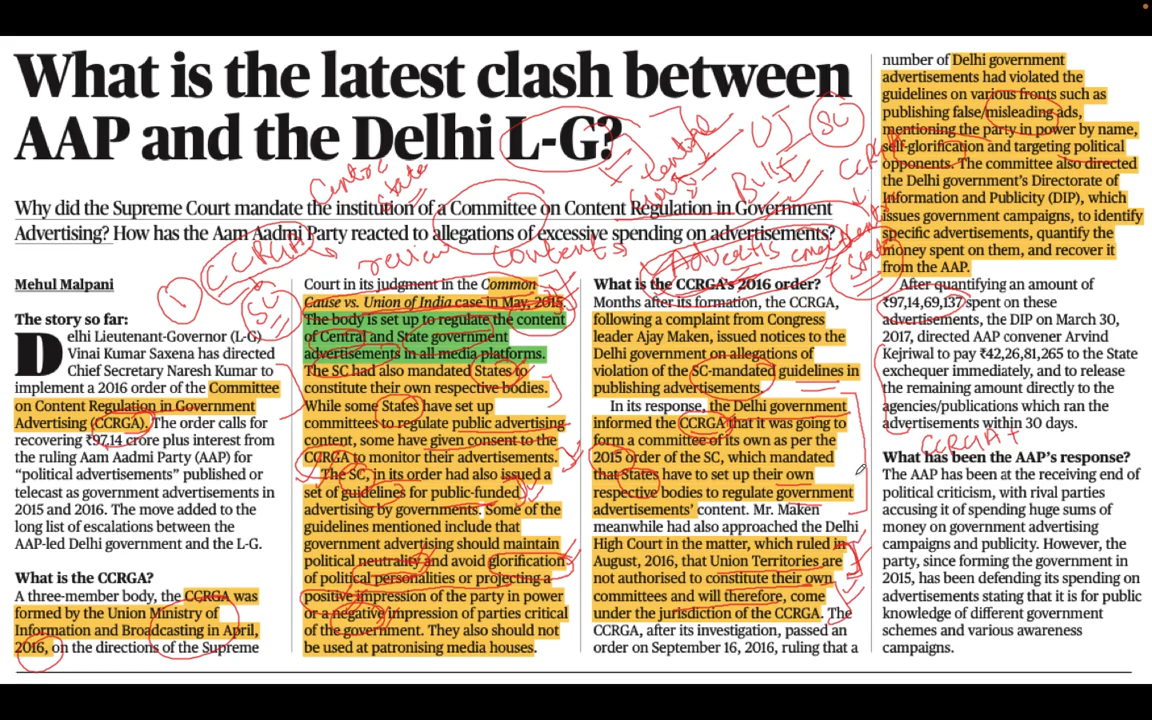 What is the latest clash between
AAP and the Delhi L-G?
Why did the Supreme Court mandate the institution of a Committee on Content Regulation in Government
Advertising? How has the Aam Aadmi Party reacted to allegations of excessive spending on advertisements?
Centre
state
Central
UT
SC
BILLE
CCRGA
1
CCRGA
SC
review contents
Advertisements
States
Mehul Malpani
The story so far:
Delhi Lieutenant-Governor (L-G)
Vinai Kumar Saxena has directed
Chief Secretary Naresh Kumar to
implement a 2016 order of the Committee
on Content Regulation in Government
Advertising (CCRGA). The order calls for
recovering ₹97.14 crore plus interest from
the ruling Aam Aadmi Party (AAP) for
“political advertisements” published or
telecast as government advertisements in
2015 and 2016. The move added to the
long list of escalations between the
AAP-led Delhi government and the L-G.
What is the CCRGA?
A three-member body, the CCRGA was
formed by the Union Ministry of
Information and Broadcasting in April,
2016, on the directions of the Supreme
Court in its judgment in the Common
Cause vs. Union of India case in May, 2015.
The body is set up to regulate the content
of Central and State government
advertisements in all media platforms.
The SC had also mandated States to
constitute their own respective bodies.
While some States have set up
committees to regulate public advertising
content, some have given consent to the
CCRGA to monitor their advertisements.
The SC, in its order had also issued a
set of guidelines for public-funded
advertising by governments. Some of the
guidelines mentioned include that
government advertising should maintain
political neutrality and avoid glorification
of political personalities or projecting a
positive impression of the party in power
or a negative impression of parties critical
of the government. They also should not
be used at patronising media houses.
What is the CCRGA’s 2016 order?
Months after its formation, the CCRGA,
following a complaint from Congress
leader Ajay Maken, issued notices to the
Delhi government on allegations of
violation of the SC-mandated guidelines in
publishing advertisements.
In its response, the Delhi government
informed the CCRGA that it was going to
form a committee of its own as per the
2015 order of the SC, which mandated
that States have to set up their own
respective bodies to regulate government
advertisements’ content. Mr. Maken
meanwhile had also approached the Delhi
High Court in the matter, which ruled in
August, 2016, that Union Territories are
not authorised to constitute their own
committees and will therefore, come
under the jurisdiction of the CCRGA. The
CCRGA, after its investigation, passed an
order on September 16, 2016, ruling that a
number of Delhi government
advertisements had violated the
guidelines on various fronts such as
publishing false/misleading ads,
mentioning the party in power by name,
self-glorification and targeting political
opponents. The committee also directed
the Delhi government’s Directorate of
Information and Publicity (DIP), which
issues government campaigns, to identify
specific advertisements, quantify the
money spent on them, and recover it
from the AAP.
After quantifying an amount of
₹97,14,69,137 spent on these
advertisements, the DIP on March 30,
2017, directed AAP convener Arvind
Kejriwal to pay ₹42,26,81,265 to the State
exchequer immediately, and to release
the remaining amount directly to the
agencies/publications which ran the
advertisements within 30 days.
CCRGA
What has been the AAP’s response?
The AAP has been at the receiving end of
political criticism, with rival parties
accusing it of spending huge sums of
money on government advertising
campaigns and publicity. However, the
party, since forming the government in
2015, has been defending its spending on
advertisements stating that it is for public
knowledge of different government
schemes and various awareness
campaigns.